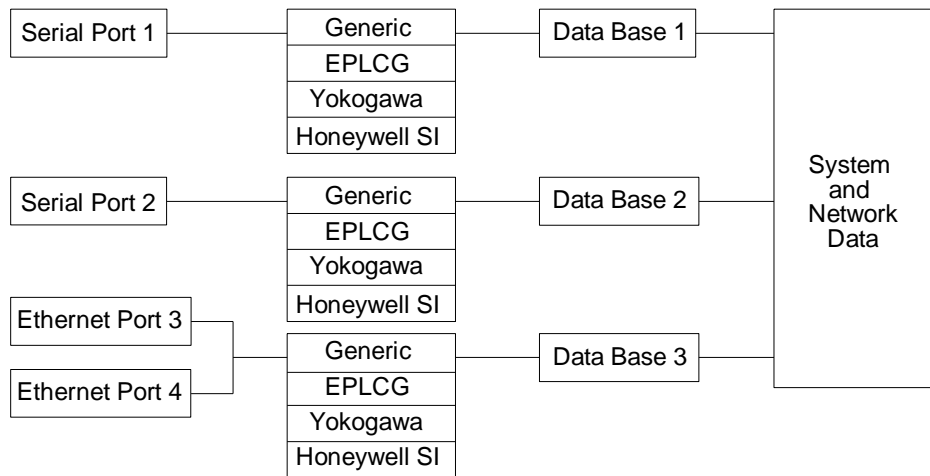 Serial Port 1
Generic
EPLCG
Yokogawa
Honeywell SI
Data Base 1
Serial Port 2
Generic
EPLCG
Yokogawa
Honeywell SI
Data Base 2
Ethernet Port 3
Ethernet Port 4
Generic
EPLCG
Yokogawa
Honeywell SI
Data Base 3
System
and
Network
Data